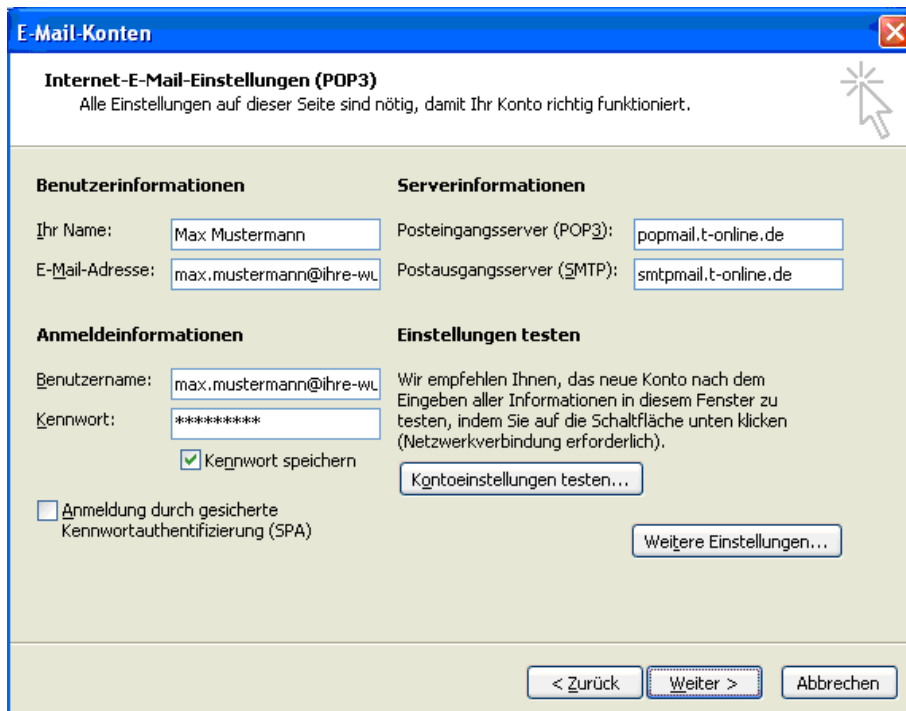 E-Mail-Konten
Internet-E-Mail-Einstellungen (POP3)
Alle Einstellungen auf dieser Seite sind nötig, damit Ihr Konto richtig funktioniert.
Benutzerinformationen
Ihr Name: Max Mustermann
E-Mail-Adresse: max.mustermann@ihre-wu
Serverinformationen
Posteingangsserver (POP3): popmail.t-online.de
Postausgangsserver (SMTP): smtpmail.t-online.de
Anmeldeinformationen
Benutzername: max.mustermann@ihre-wu
Kennwort: *********
Kennwort speichern
Anmeldung durch gesicherte
Kennwortauthentifizierung (SPA)
Einstellungen testen
Wir empfehlen Ihnen, das neue Konto nach dem
Eingeben aller Informationen in diesem Fenster zu
testen, indem Sie auf die Schaltfläche unten klicken
(Netzwerkverbindung erforderlich).
Kontoeinstellungen testen...
Weitere Einstellungen...
< Zurück
Weiter >
Abbrechen